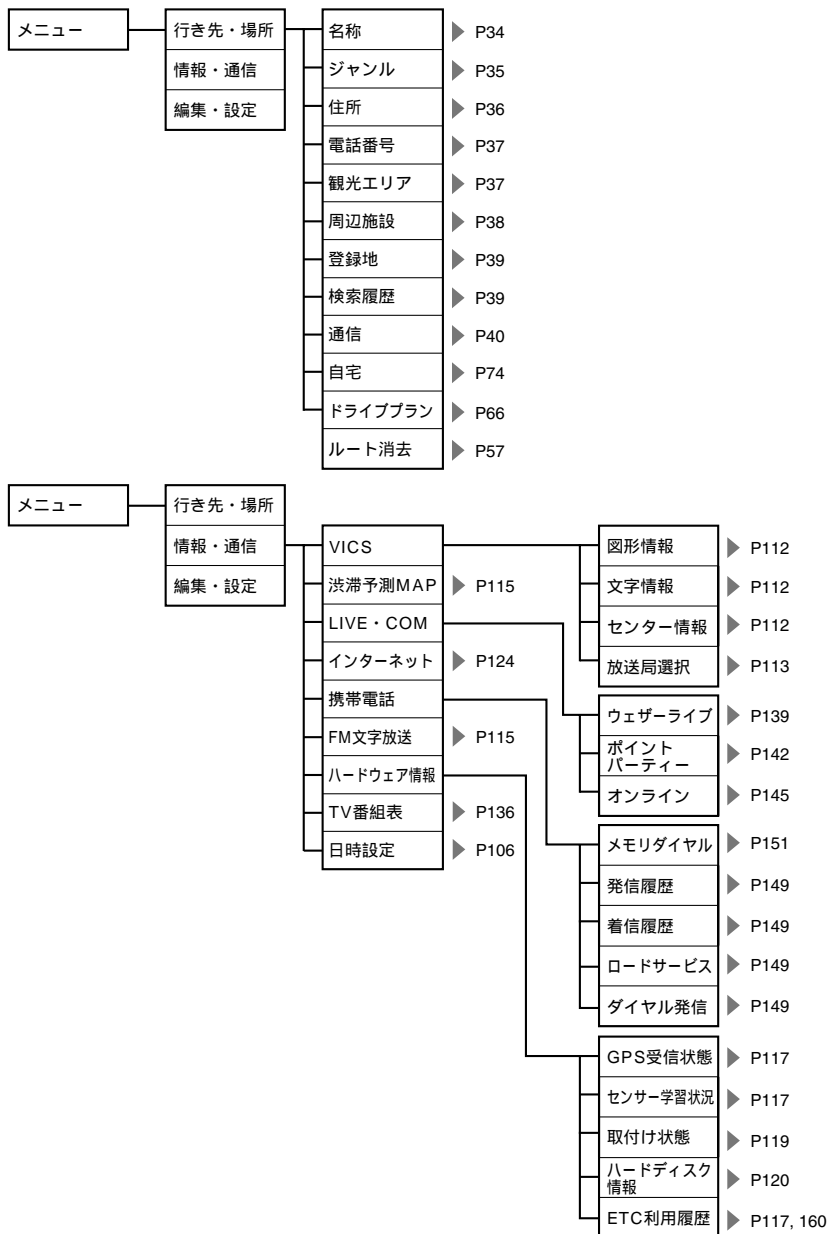 メニュー
行き先・場所
情報・通信
編集・設定
名称 P34
ジャンル P35
住所 P36
電話番号 P37
観光エリア P37
周辺施設 P38
登録地 P39
検索履歴 P39
通信 P40
自宅 P74
ドライブプラン P66
ルート消去 P57
メニュー
行き先・場所
情報・通信
編集・設定
VICS
渋滞予測MAP P115
LIVE・COM
インターネット P124
携帯電話
FM文字放送 P115
ハードウェア情報
TV番組表 P136
日時設定 P106
図形情報 P112
文字情報 P112
センター情報 P112
放送局選択 P113
ウェザーライブ P139
ポイント
パーティー P142
オンライン P145
メモリダイヤル P151
発信履歴 P149
着信履歴 P149
ロードサービス P149
ダイヤル発信 P149
GPS受信状態 P117
センサー学習状況 P117
取付け状態 P119
ハードディスク
情報 P120
ETC利用履歴 P117, 160